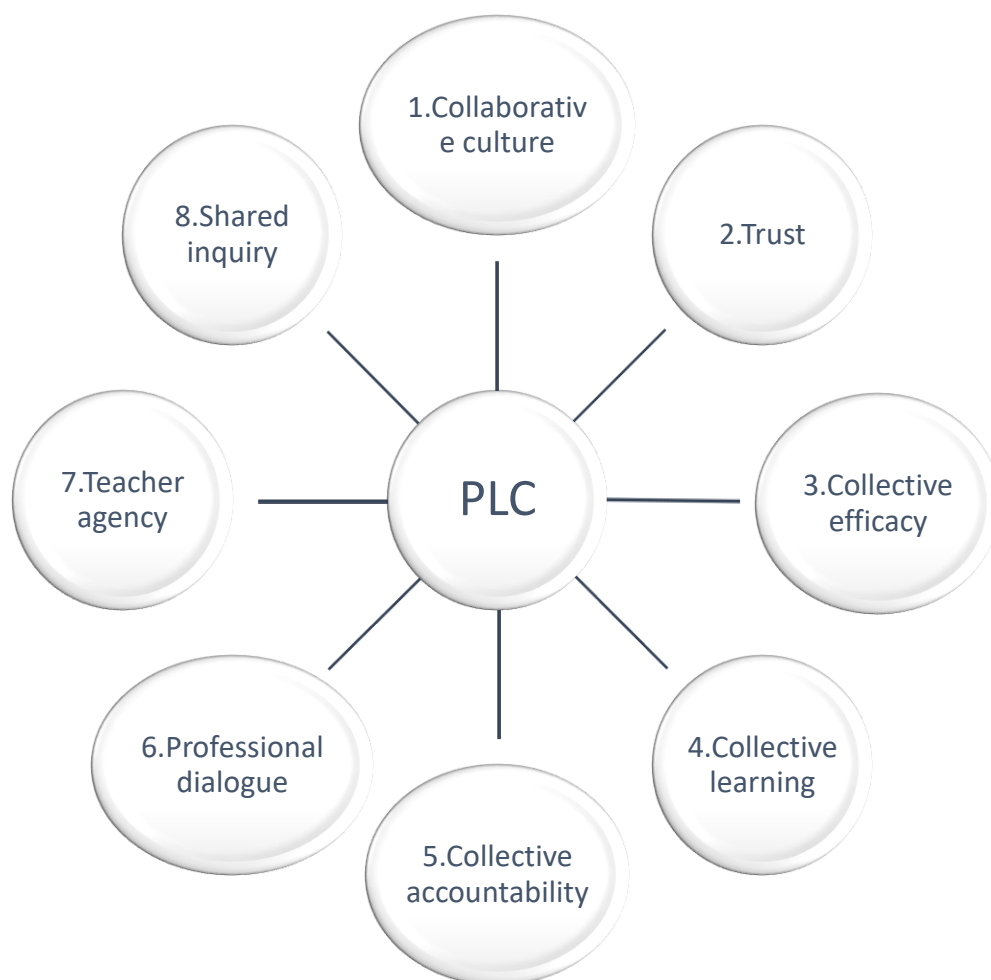 1.Collaborativ
e culture
2.Trust
3.Collective
efficacy
4.Collective
learning
5.Collective
accountability
6.Professional
dialogue
7.Teacher
agency
8.Shared
inquiry
PLC